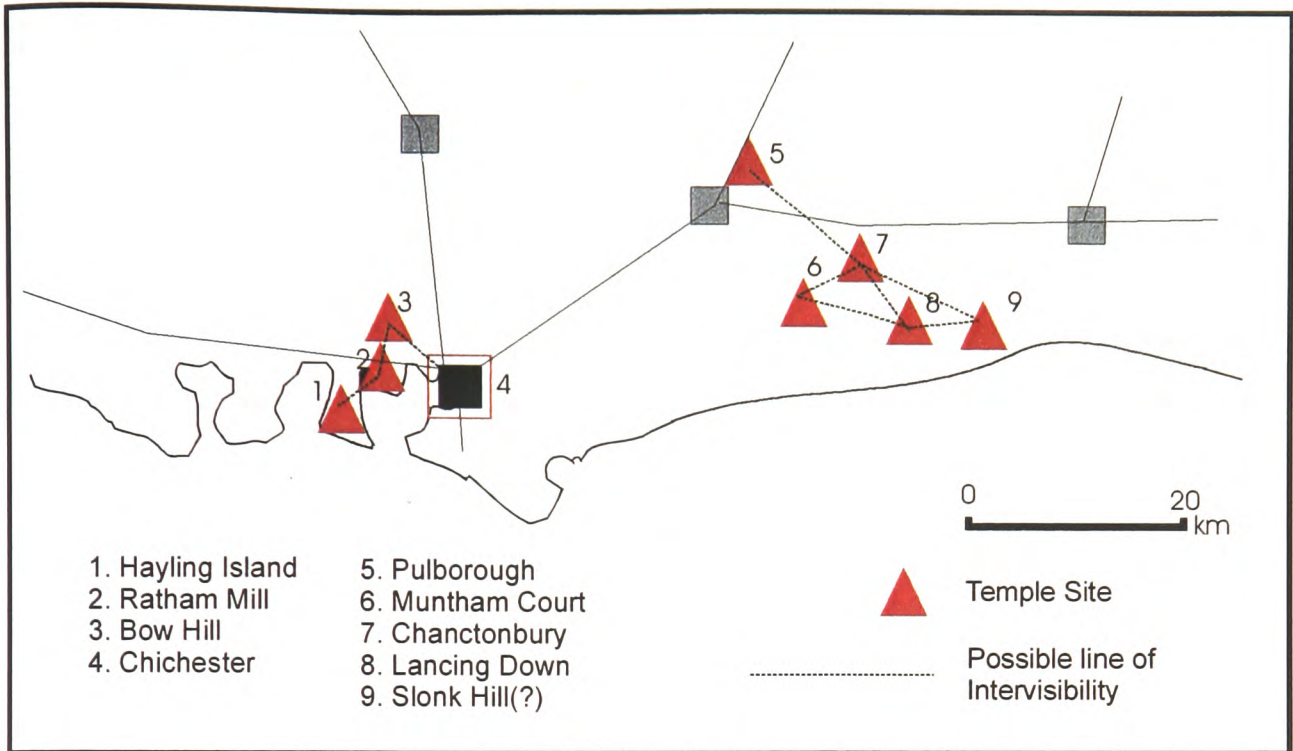 5
7
6
3
8
9
2
4
1
0 20
km
1. Hayling Island
2. Ratham Mill
3. Bow Hill
4. Chichester
5. Pulborough
6. Muntham Court
7. Chanctonbury
8. Lancing Down
9. Slonk Hill(?)
Temple Site
Possible line of
Intervisibility